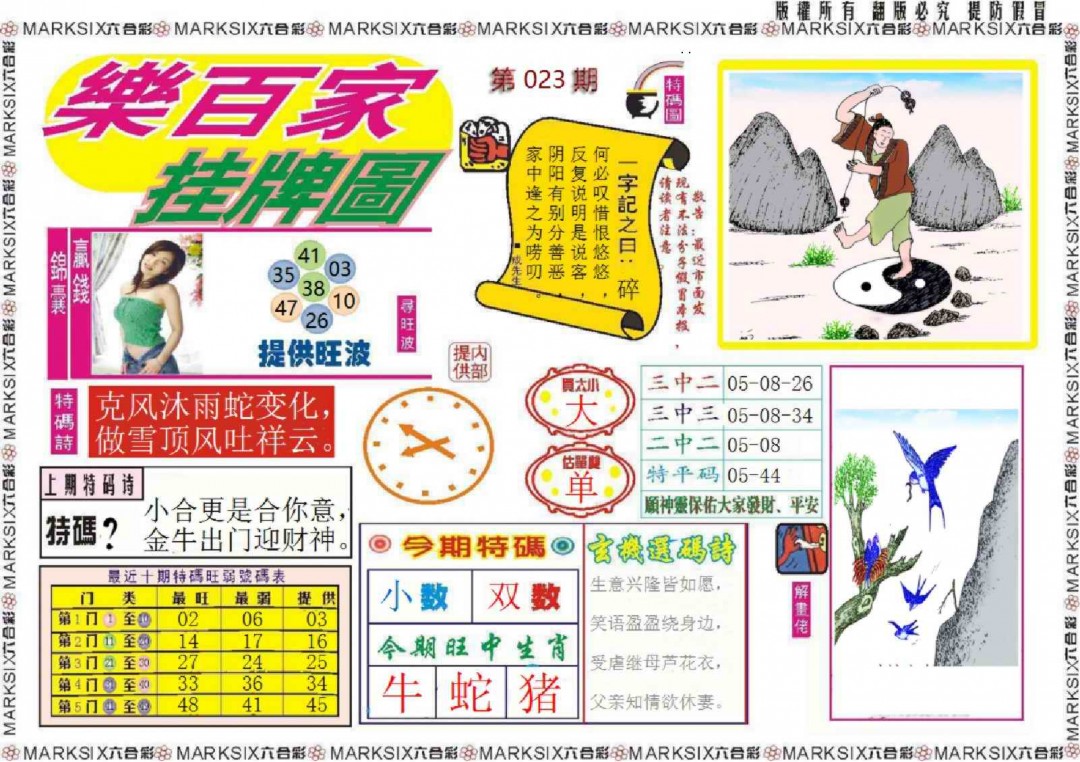 版權所有 翻版必究 提防假冒
MARKSIX六合彩 MARKSIX六合彩 MARKSIX六合彩 MARKSIX六合彩 MARKSIX六合彩 MARKSIX六合彩 MARKSIX六合彩
樂百家
挂牌圖
第 023 期
特碼圖
一字記之曰：碎
何必叹惜恨悠悠，
反复说明是说客，
阴阳有别分善恶，
家中逢之为唠叨。
敬告：最近市面发
现有不法分子假冒本报，
请读者注意
贏錢
錦囊
41
35
03
38
47
10
26
提供旺波
尋旺波
内部
提供
特碼詩
克风沐雨蛇变化，
做雪顶风吐祥云。
上期特码诗
特碼？
小合更是合你意，
金牛出门迎财神。
最近十期特碼旺弱號碼表
门 类 最旺 最弱 提供
第1门 1 至 10 02 06 03
第2门 11 至 20 14 17 16
第3门 21 至 30 27 24 25
第4门 31 至 40 33 36 34
第5门 41 至 49 48 41 45
買大小
大
估單雙
单
三中二 05-08-26
三中三 05-08-34
二中二 05-08
特平码 05-44
願神靈保佑大家發財、平安
今期特碼
小数 双数
今期旺中生肖
牛 蛇 猪
玄機選碼詩
生意兴隆皆如愿，
笑语盈盈绕身边，
受虐继母芦花衣，
父亲知情欲休妻。
解畫佬
MARKSIX六合彩 MARKSIX六合彩 MARKSIX六合彩 MARKSIX六合彩 MARKSIX六合彩 MARKSIX六合彩 MARKSIX六合彩